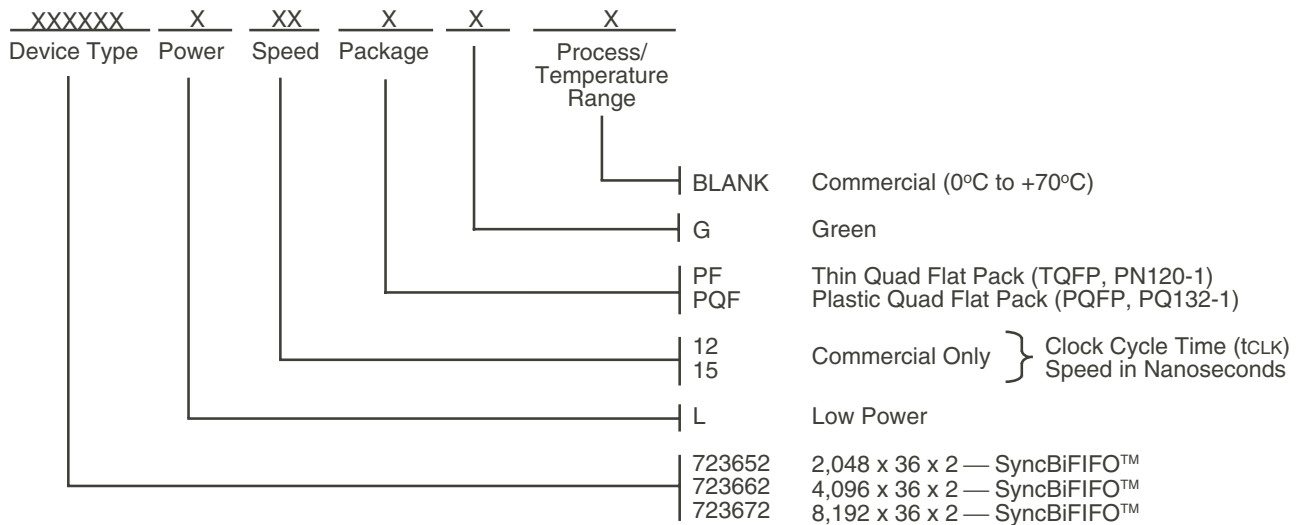 XXXXXX X XX X X X
Device Type Power Speed Package Process/
Temperature
Range
BLANK Commercial (0°C to +70°C)
G Green
PF Thin Quad Flat Pack (TQFP, PN120-1)
PQF Plastic Quad Flat Pack (PQFP, PQ132-1)
12
15
Commercial Only
Clock Cycle Time (tCLK)
Speed in Nanoseconds
L Low Power
723652 2,048 x 36 x 2 — SyncBiFIFO™
723662 4,096 x 36 x 2 — SyncBiFIFO™
723672 8,192 x 36 x 2 — SyncBiFIFO™